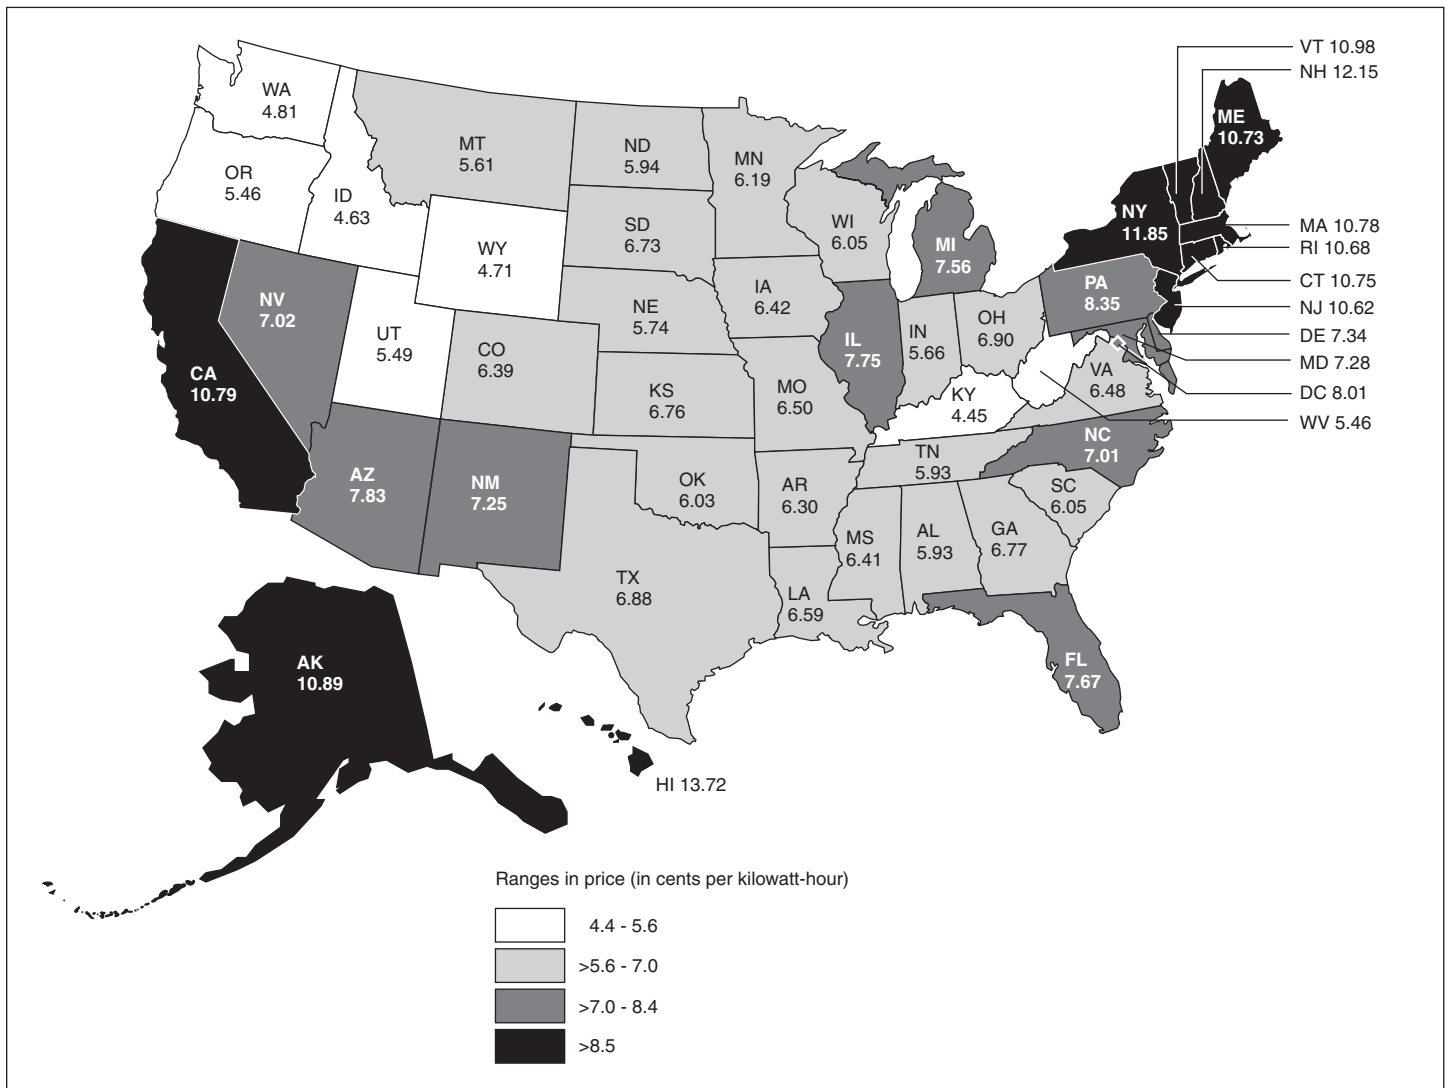 VT 10.98
NH 12.15
WA
4.81
ME
10.73
MT
5.61
ND
5.94
MN
6.19
OR
5.46
ID
4.63
NY
11.85
MA 10.78
SD
6.73
WI
6.05
RI 10.68
WY
4.71
MI
7.56
CT 10.75
PA
8.35
NV
7.02
IA
6.42
NJ 10.62
NE
5.74
DE 7.34
UT
5.49
IL
7.75
IN
5.66
OH
6.90
MD 7.28
CO
6.39
CA
10.79
VA
6.48
DC 8.01
KS
6.76
MO
6.50
KY
4.45
WV 5.46
NC
7.01
TN
5.93
AZ
7.83
NM
7.25
OK
6.03
AR
6.30
SC
6.05
MS
6.41
AL
5.93
GA
6.77
TX
6.88
LA
6.59
AK
10.89
FL
7.67
HI 13.72
Ranges in price (in cents per kilowatt-hour)
4.4 - 5.6
>5.6 - 7.0
>7.0 - 8.4
>8.5